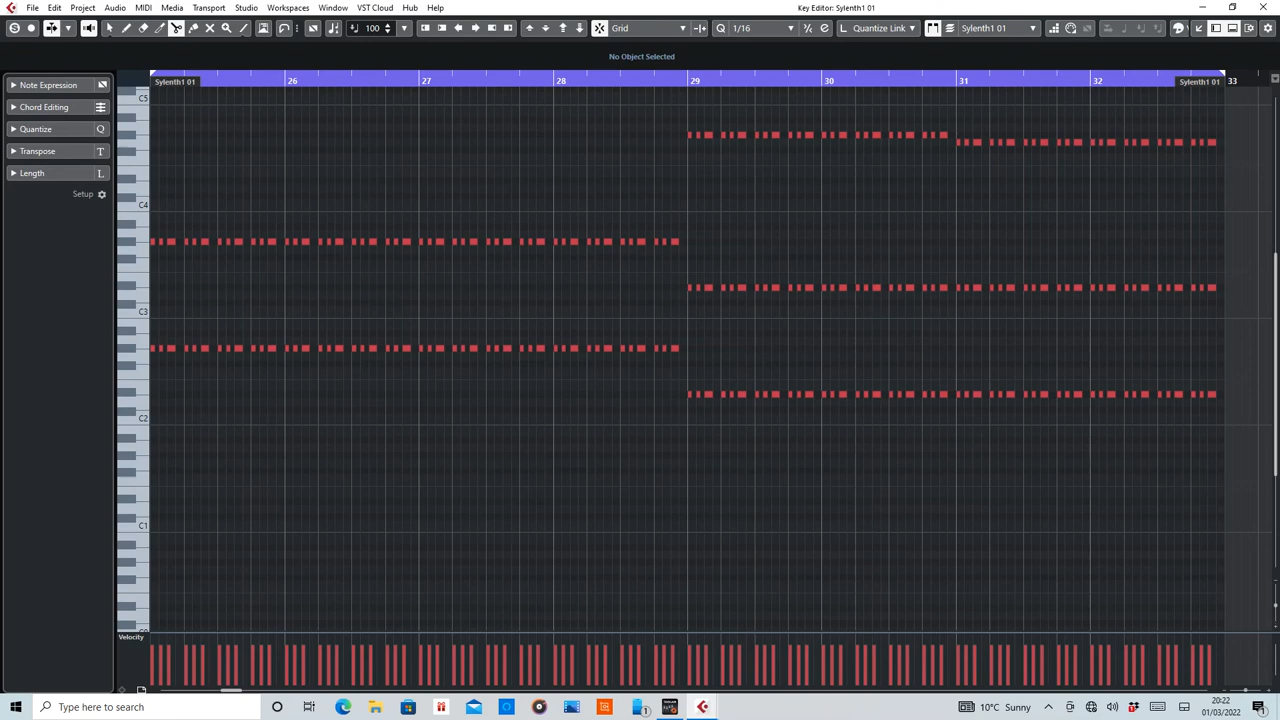 File Edit Project Audio MIDI Media Transport Studio Workspaces Window VST Cloud Hub Help
Key Editor: Sylenth1 01
S 100 Grid Q 1/16 e Quantize Link Sylenth1 01
No Object Selected
Note Expression
Chord Editing
Quantize Q
Transpose T
Length L
Setup
26 27 28 29 30 31 32 33
Sylenth1 01 Sylenth1 01
C5
C4
C3
C2
C1
Velocity
Type here to search
10°C Sunny
20:22
01/03/2022